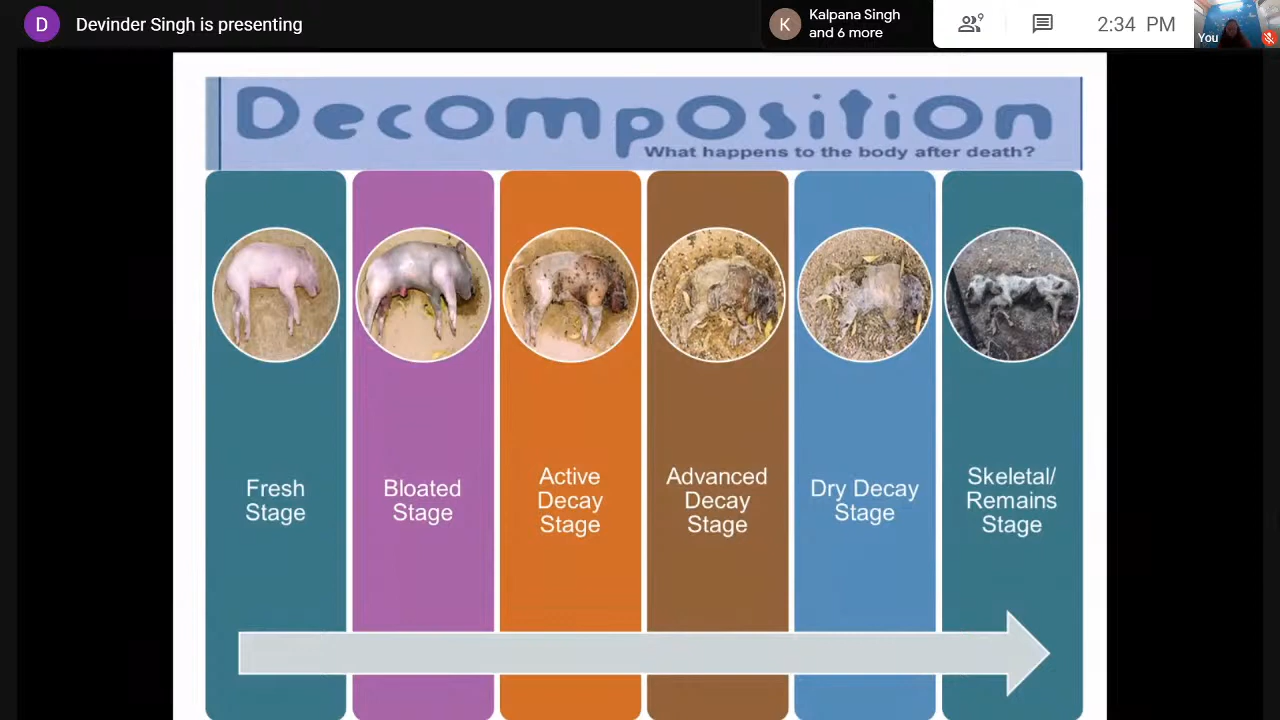 D
Devinder Singh is presenting
K
Kalpana Singh
and 6 more
9
2:34 PM
You
Decomposition
What happens to the body after death?
Fresh
Stage
Bloated
Stage
Active
Decay
Stage
Advanced
Decay
Stage
Dry Decay
Stage
Skeletal/
Remains
Stage